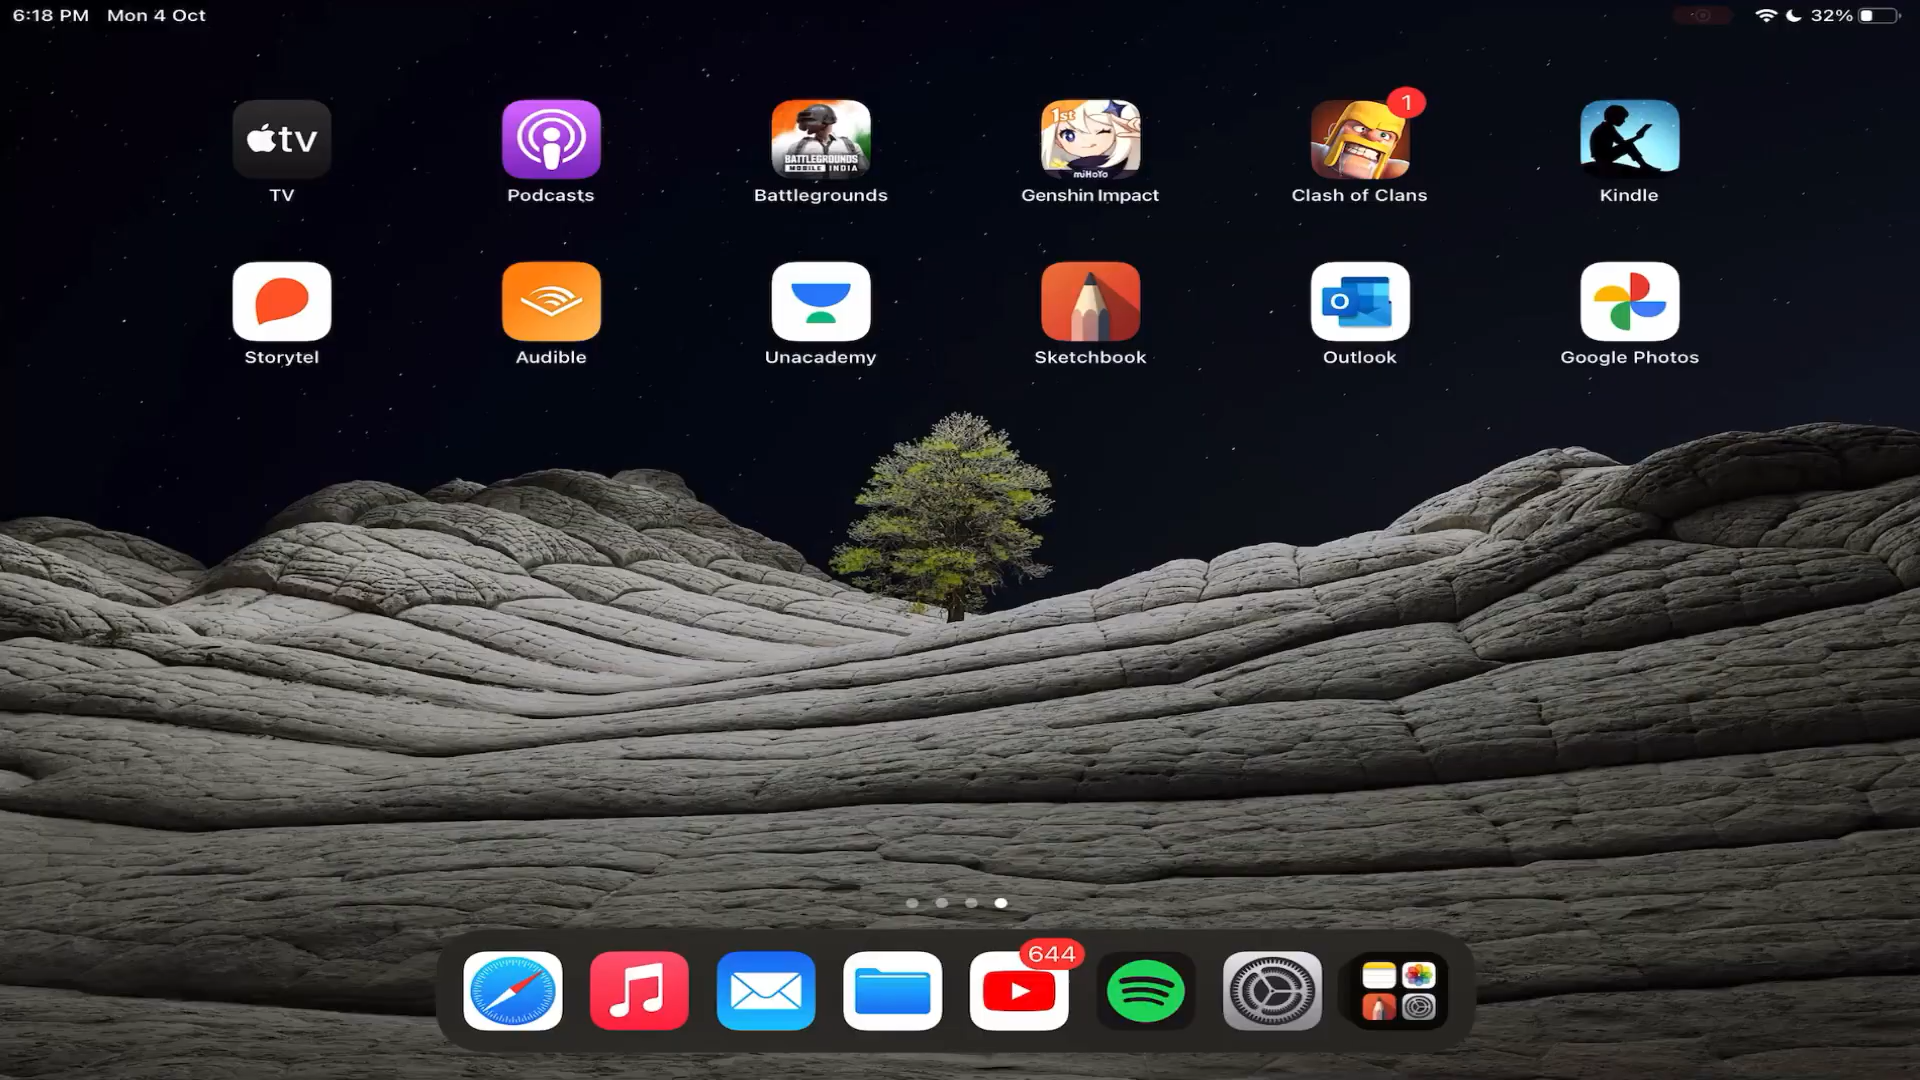 6:18 PM Mon 4 Oct
32%
tv
BATTLEGROUNDS
MOBILE INDIA
1st
miHoYo
1
TV
Podcasts
Battlegrounds
Genshin Impact
Clash of Clans
Kindle
O
Storytel
Audible
Unacademy
Sketchbook
Outlook
Google Photos
644